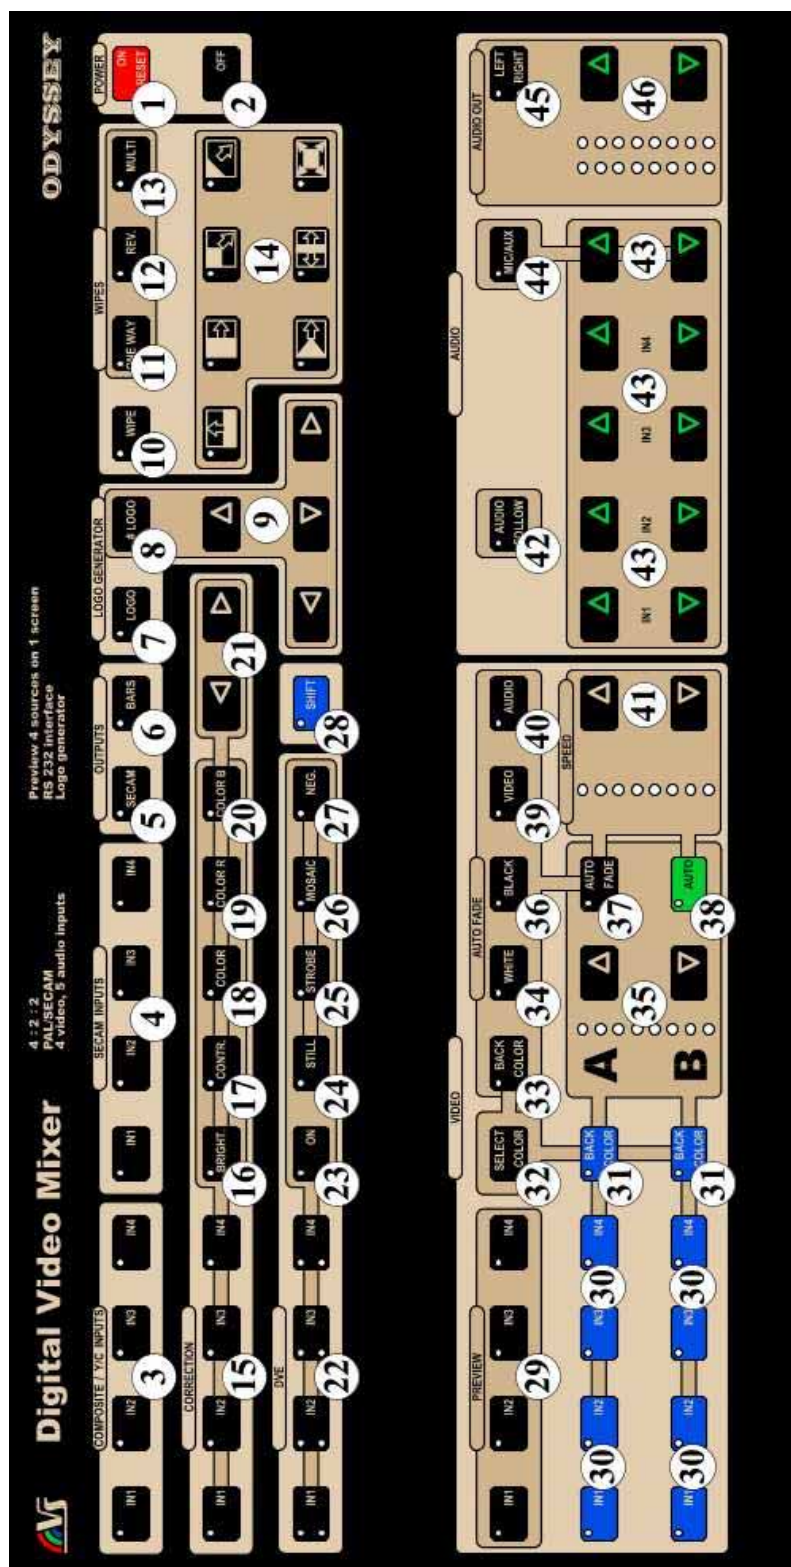 VS
Digital Video Mixer
4 : 2 : 2
PAL/SECAM
4 video, 5 audio inputs
Preview 4 sources on 1 screen
RS 232 interface
Logo generator
ODYSSEY
COMPOSITE / Y/C INPUTS
IN1 IN2 IN3 IN4
3
SECAM INPUTS
IN1 IN2 IN3 IN4
4
OUTPUTS
SECAM BARS
5 6
LOGO GENERATOR
LOGO # LOGO
7 8
9
WIPES
WIPE ONE WAY REV. MULTI
10 11 12 13
14
POWER
ON
RESET
1
OFF
2
CORRECTION
IN1 IN2 IN3 IN4 BRIGHT CONTR. COLOR COLOR R COLOR B
15 16 17 18 19 20 21
DVE
IN1 IN2 IN3 IN4 ON STILL STROBE MOSAIC NEG. SHIFT
22 23 24 25 26 27 28
VIDEO
PREVIEW
IN1 IN2 IN3 IN4
29
SELECT
COLOR
32
AUTO FADE
BACK
COLOR
33
WHITE BLACK VIDEO AUDIO
34 36 39 40
IN1 IN2 IN3 IN4
30 30
BACK
COLOR
31
A
35
AUTO
FADE
37
SPEED
41
IN1 IN2 IN3 IN4
30 30
BACK
COLOR
31
B
AUTO
38
AUDIO
AUDIO
FOLLOW
42
MIC/AUX
44
IN1 IN2 IN3 IN4
43 43 43
AUDIO OUT
LEFT
RIGHT
45
46